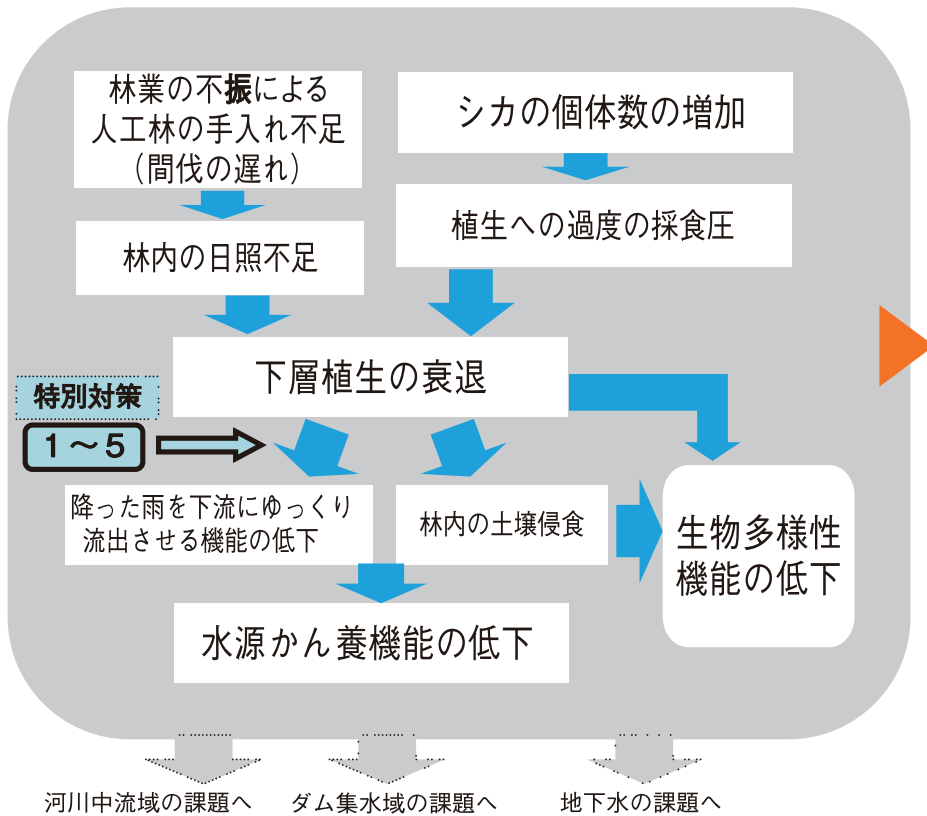 林業の不振による
人工林の手入れ不足
(間伐の遅れ)
シカの個体数の増加
林内の日照不足
植生への過度の採食圧
下層植生の衰退
特別対策
1～5
降った雨を下流にゆっくり
流出させる機能の低下
林内の土壌侵食
生物多様性
機能の低下
水源かん養機能の低下
河川中流域の課題へ
ダム集水域の課題へ
地下水の課題へ